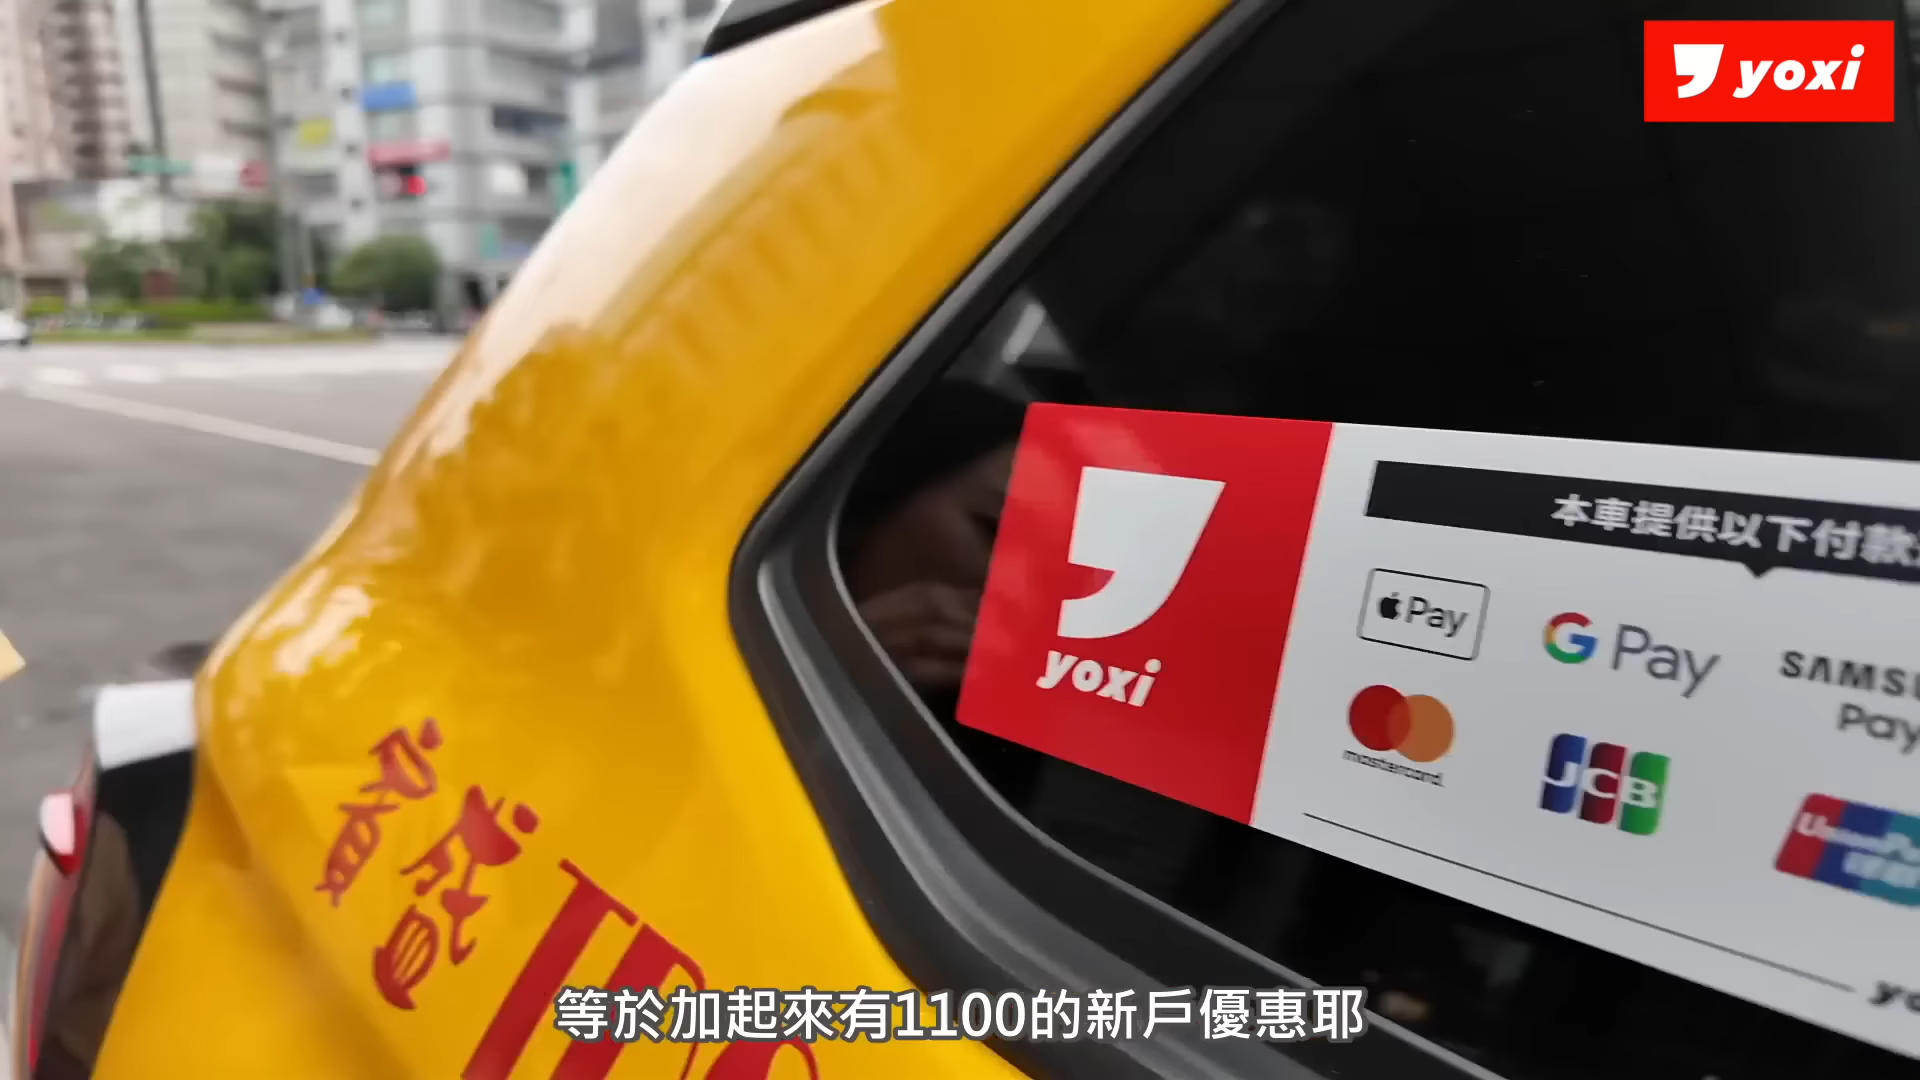 yoxi
本車提供以下付款
yoxi
Pay
G Pay
SAMSU
Pay
mastercard.
JCB
UnionPa
等於加起來有1100的新戶優惠耶